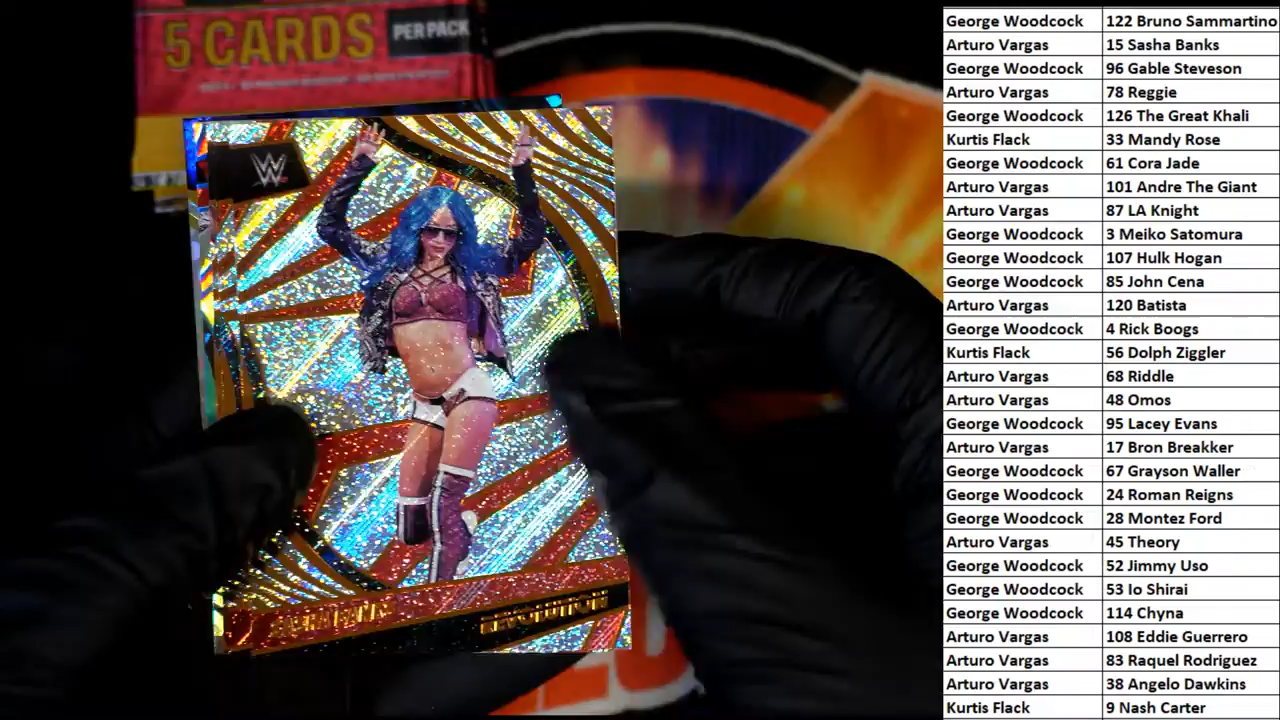 5 CARDS
PER PACK
W
SASHA BANKS
REVOLUTION
George Woodcock 122 Bruno Sammartino
Arturo Vargas 15 Sasha Banks
George Woodcock 96 Gable Steveson
Arturo Vargas 78 Reggie
George Woodcock 126 The Great Khali
Kurtis Flack 33 Mandy Rose
George Woodcock 61 Cora Jade
Arturo Vargas 101 Andre The Giant
Arturo Vargas 87 LA Knight
George Woodcock 3 Meiko Satomura
George Woodcock 107 Hulk Hogan
George Woodcock 85 John Cena
Arturo Vargas 120 Batista
George Woodcock 4 Rick Boogs
Kurtis Flack 56 Dolph Ziggler
Arturo Vargas 68 Riddle
Arturo Vargas 48 Omos
George Woodcock 95 Lacey Evans
Arturo Vargas 17 Bron Breakker
George Woodcock 67 Grayson Waller
George Woodcock 24 Roman Reigns
George Woodcock 28 Montez Ford
Arturo Vargas 45 Theory
George Woodcock 52 Jimmy Uso
George Woodcock 53 Io Shirai
George Woodcock 114 Chyna
Arturo Vargas 108 Eddie Guerrero
Arturo Vargas 83 Raquel Rodriguez
Arturo Vargas 38 Angelo Dawkins
Kurtis Flack 9 Nash Carter